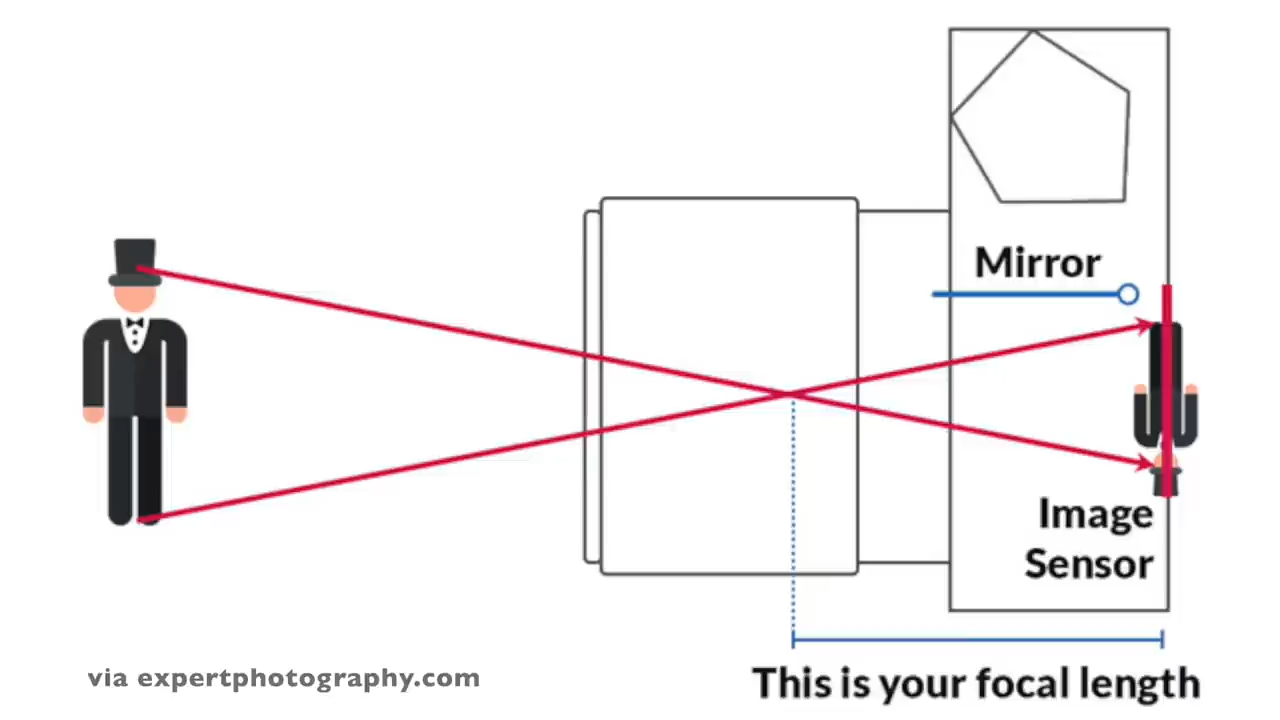 Mirror
Image
Sensor
This is your focal length
via expertphotography.com